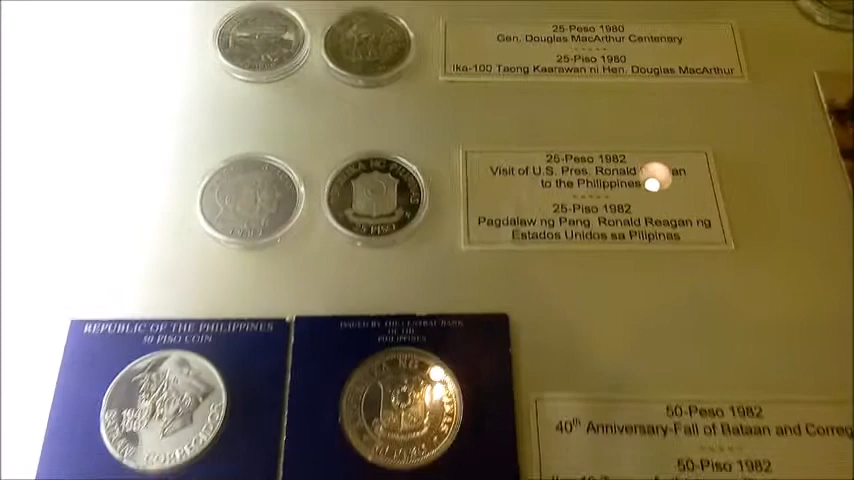 25-Peso 1980
Gen. Douglas MacArthur Centenary
25-Piso 1980
Ika-100 Taong Kaarawan ni Hen. Douglas MacArthur
25-Peso 1982
Visit of U.S. Pres. Ronald
to the Philippines
25-Piso 1982
Pagdalaw ng Pang. Ronald Reagan ng
Estados Unidos sa Pilipinas
25 PISO
REPUBLIC OF THE PHILIPPINES
50 PISO COIN
ISSUED BY THE CENTRAL BANK
OF THE
PHILIPPINES
CORREGIDOR
50-Peso 1982
40th Anniversary-Fall of Bataan and
50-Piso 1982